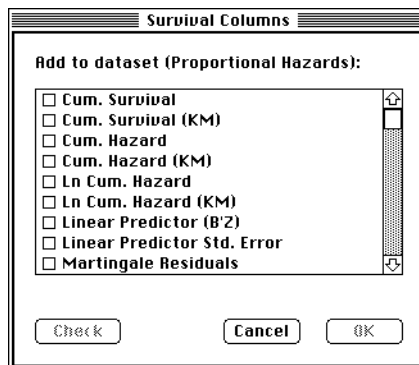 Survival Columns
Add to dataset (Proportional Hazards):
Cum. Survival
Cum. Survival (KM)
Cum. Hazard
Cum. Hazard (KM)
Ln Cum. Hazard
Ln Cum. Hazard (KM)
Linear Predictor (B'Z)
Linear Predictor Std. Error
Martingale Residuals
Check Cancel OK